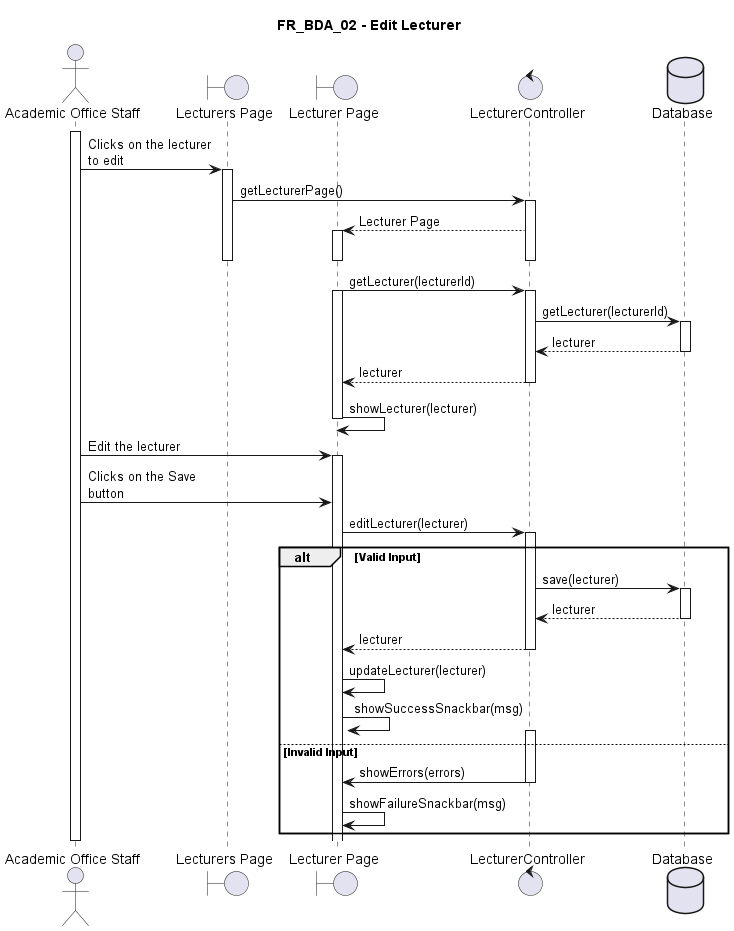 FR_BDA_02 - Edit Lecturer
Academic Office Staff
Lecturers Page
Lecturer Page
LecturerController
Database
Clicks on the lecturer
to edit
getLecturerPage()
Lecturer Page
getLecturer(lecturerId)
getLecturer(lecturerId)
lecturer
lecturer
showLecturer(lecturer)
Edit the lecturer
Clicks on the Save
button
editLecturer(lecturer)
alt
[Valid Input]
save(lecturer)
lecturer
lecturer
updateLecturer(lecturer)
showSuccessSnackbar(msg)
[Invalid Input]
showErrors(errors)
showFailureSnackbar(msg)
Academic Office Staff
Lecturers Page
Lecturer Page
LecturerController
Database